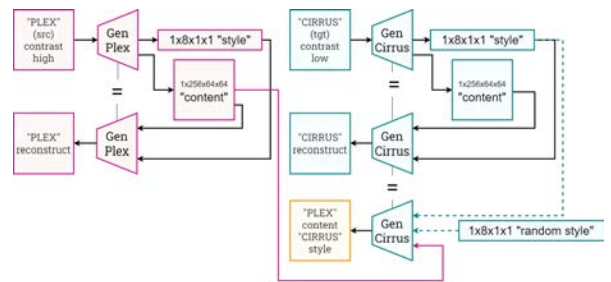 "PLEX"
(src)
contrast
high
Gen
Plex
1x8x1x1 "style"
1x256x64x64
"content"
=
"PLEX"
reconstruct
Gen
Plex
"CIRRUS"
(tgt)
contrast
low
Gen
Cirrus
1x8x1x1 "style"
1x256x64x64
"content"
=
"CIRRUS"
reconstruct
Gen
Cirrus
=
"PLEX"
content
"CIRRUS"
style
Gen
Cirrus
1x8x1x1 "random style"